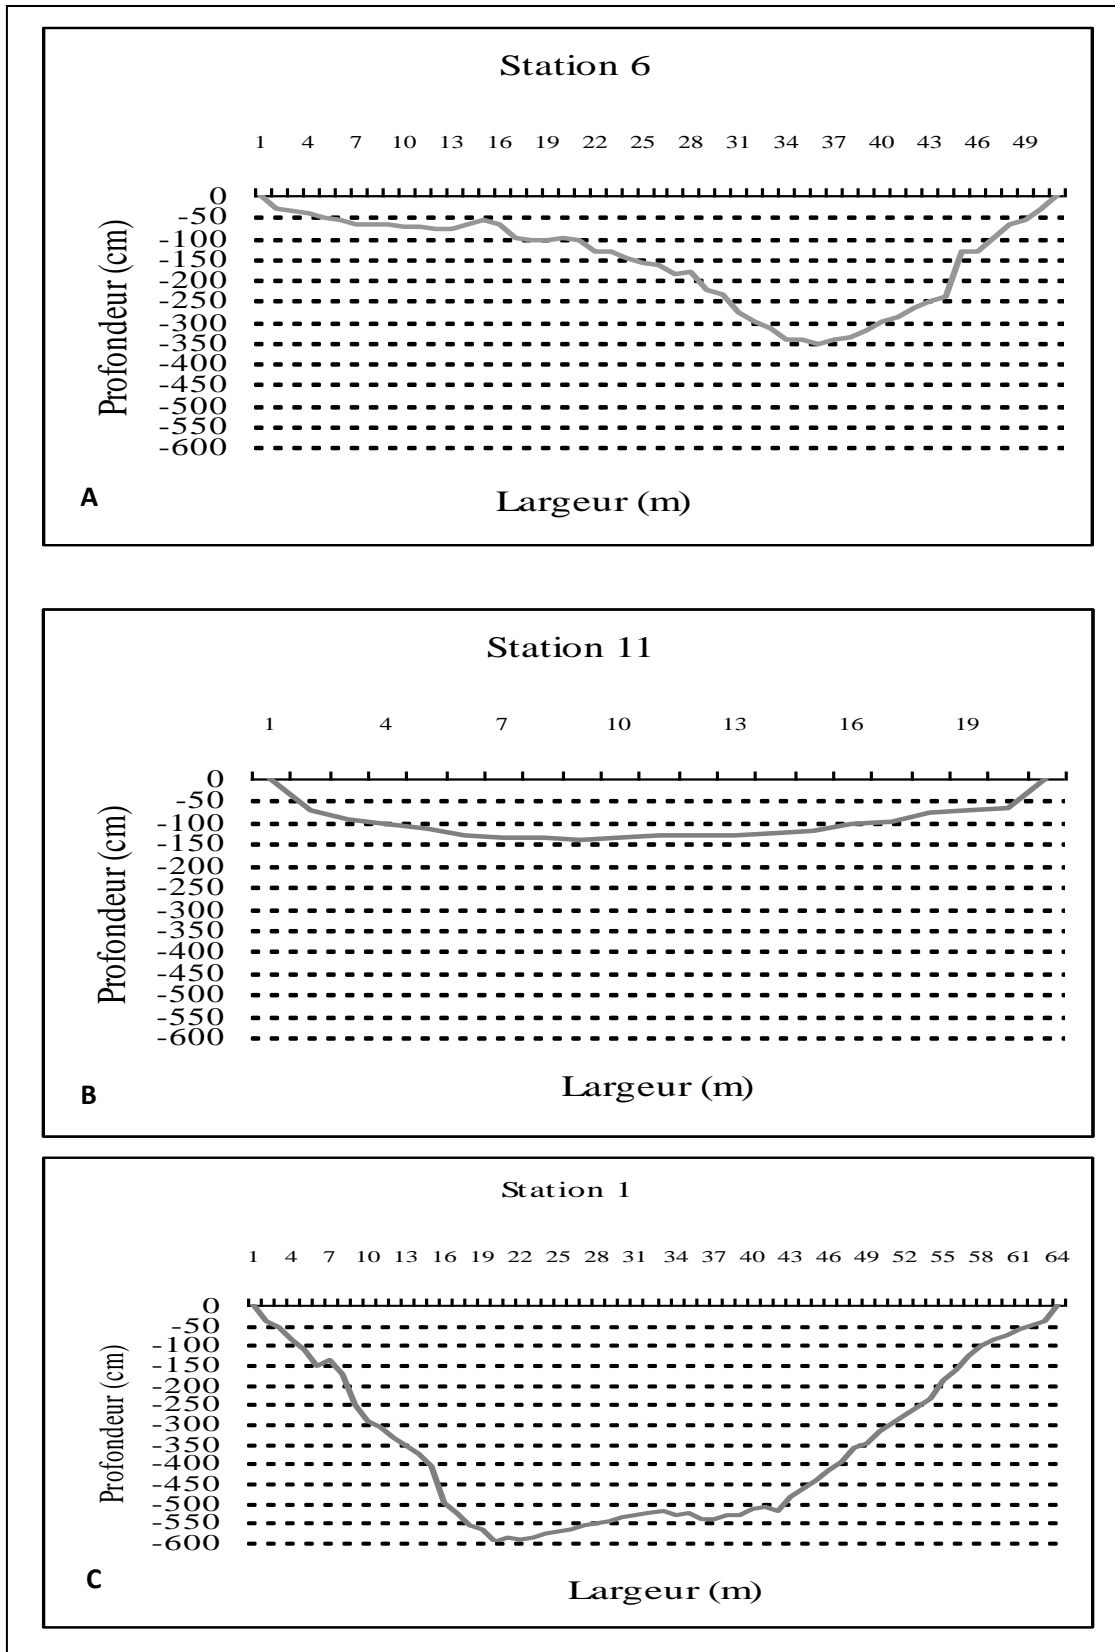 Station 6
1 4 7 10 13 16 19 22 25 28 31 34 37 40 43 46 49
0
-50
-100
-150
-200
-250
-300
-350
-400
-450
-500
-550
-600
Profondeur (cm)
A
Largeur (m)
Station 11
1 4 7 10 13 16 19
0
-50
-100
-150
-200
-250
-300
-350
-400
-450
-500
-550
-600
Profondeur (cm)
Largeur (m)
B
Station 1
1 4 7 10 13 16 19 22 25 28 31 34 37 40 43 46 49 52 55 58 61 64
0
-50
-100
-150
-200
-250
-300
-350
-400
-450
-500
-550
-600
Profondeur (cm)
C
Largeur (m)